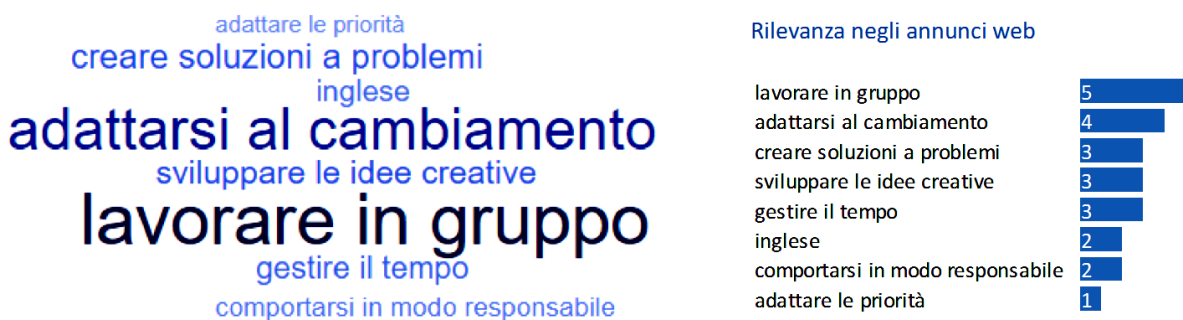 adattare le priorità
creare soluzioni a problemi
inglese
adattarsi al cambiamento
sviluppare le idee creative
lavorare in gruppo
gestire il tempo
comportarsi in modo responsabile
Rilevanza negli annunci web
lavorare in gruppo 5
adattarsi al cambiamento 4
creare soluzioni a problemi 3
sviluppare le idee creative 3
gestire il tempo 3
inglese 2
comportarsi in modo responsabile 2
adattare le priorità 1